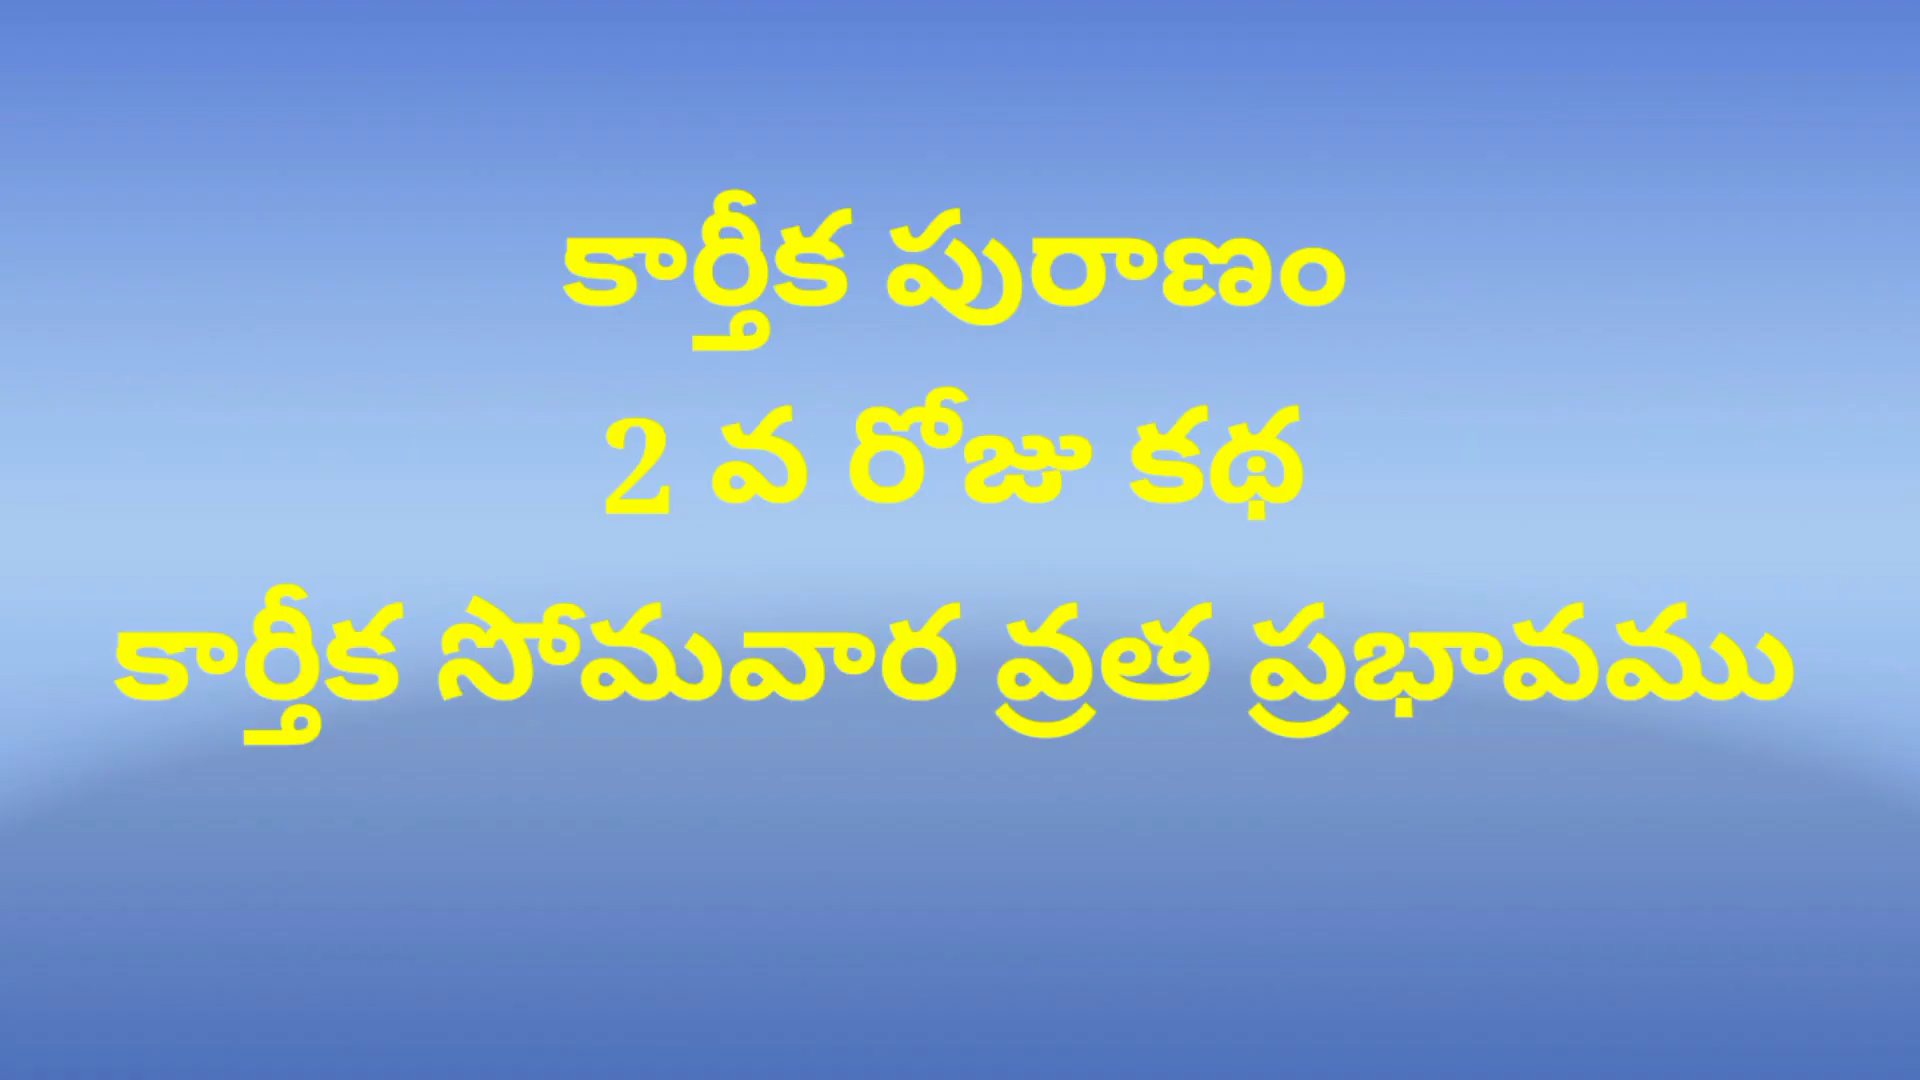 కార్తీక పురాణం
2 వ రోజు కథ
కార్తీక సోమవార వ్రత ప్రభావము